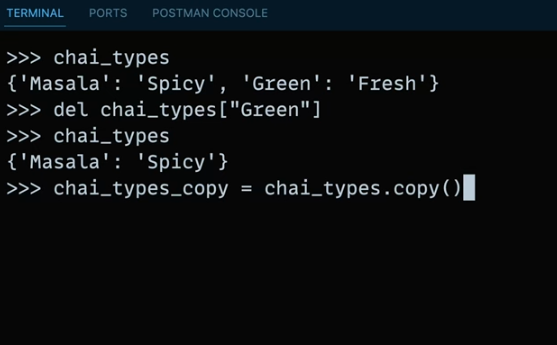 TERMINAL PORTS POSTMAN CONSOLE
>>> chai_types
{'Masala': 'Spicy', 'Green': 'Fresh'}
>>> del chai_types["Green"]
>>> chai_types
{'Masala': 'Spicy'}
>>> chai_types_copy = chai_types.copy()